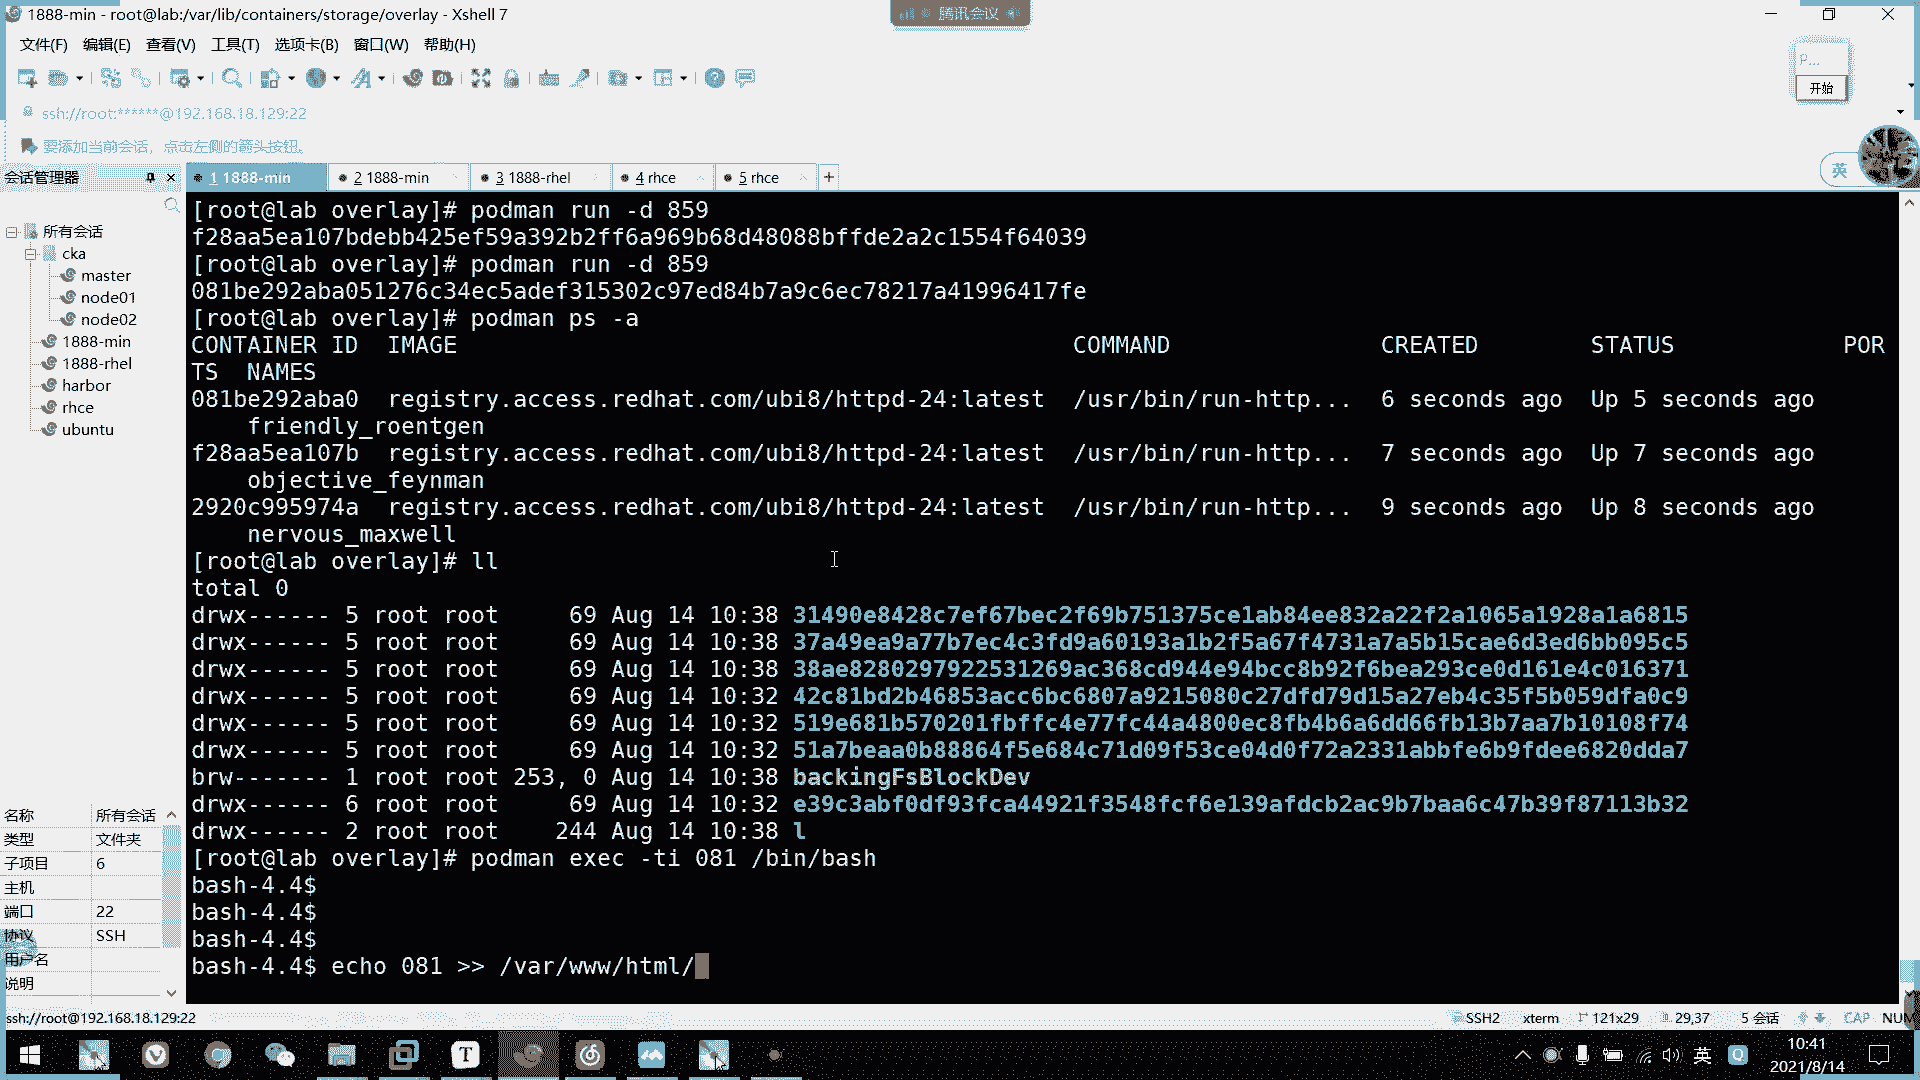 1888-min - root@lab:/var/lib/containers/storage/overlay - Xshell 7
腾讯会议
文件(F) 编辑(E) 查看(V) 工具(T) 选项卡(B) 窗口(W) 帮助(H)
P...
开始
ssh://root:******@192.168.18.129:22
要添加当前会话，点击左侧的箭头按钮。
会话管理器
1 1888-min
2 1888-min
3 1888-rhel
4 rhce
5 rhce
+
英
所有会话
cka
master
node01
node02
1888-min
1888-rhel
harbor
rhce
ubuntu
名称 所有会话
类型 文件夹
子项目 6
主机
端口 22
协议 SSH
用户名
说明
[root@lab overlay]# podman run -d 859
f28aa5ea107bdebb425ef59a392b2ff6a969b68d48088bffde2a2c1554f64039
[root@lab overlay]# podman run -d 859
081be292aba051276c34ec5adef315302c97ed84b7a9c6ec78217a41996417fe
[root@lab overlay]# podman ps -a
CONTAINER ID  IMAGE                                            COMMAND               CREATED        STATUS            POR
TS  NAMES
081be292aba0  registry.access.redhat.com/ubi8/httpd-24:latest  /usr/bin/run-http...  6 seconds ago  Up 5 seconds ago
    friendly_roentgen
f28aa5ea107b  registry.access.redhat.com/ubi8/httpd-24:latest  /usr/bin/run-http...  7 seconds ago  Up 7 seconds ago
    objective_feynman
2920c995974a  registry.access.redhat.com/ubi8/httpd-24:latest  /usr/bin/run-http...  9 seconds ago  Up 8 seconds ago
    nervous_maxwell
[root@lab overlay]# ll
total 0
drwx------ 5 root root     69 Aug 14 10:38 31490e8428c7ef67bec2f69b751375ce1ab84ee832a22f2a1065a1928a1a6815
drwx------ 5 root root     69 Aug 14 10:38 37a49ea9a77b7ec4c3fd9a60193a1b2f5a67f4731a7a5b15cae6d3ed6bb095c5
drwx------ 5 root root     69 Aug 14 10:38 38ae8280297922531269ac368cd944e94bcc8b92f6bea293ce0d161e4c016371
drwx------ 5 root root     69 Aug 14 10:32 42c81bd2b46853acc6bc6807a9215080c27dfd79d15a27eb4c35f5b059dfa0c9
drwx------ 5 root root     69 Aug 14 10:32 519e681b570201fbffc4e77fc44a4800ec8fb4b6a6dd66fb13b7aa7b10108f74
drwx------ 5 root root     69 Aug 14 10:32 51a7beaa0b88864f5e684c71d09f53ce04d0f72a2331abbfe6b9fdee6820dda7
brw------- 1 root root 253, 0 Aug 14 10:38 backingFsBlockDev
drwx------ 6 root root     69 Aug 14 10:32 e39c3abf0df93fca44921f3548fcf6e139afdcb2ac9b7baa6c47b39f87113b32
drwx------ 2 root root    244 Aug 14 10:38 l
[root@lab overlay]# podman exec -ti 081 /bin/bash
bash-4.4$
bash-4.4$
bash-4.4$
bash-4.4$ echo 081 >> /var/www/html/
ssh://root@192.168.18.129:22
SSH2 xterm 121x29 29,37 5 会话 CAP NUM
英
10:41
2021/8/14